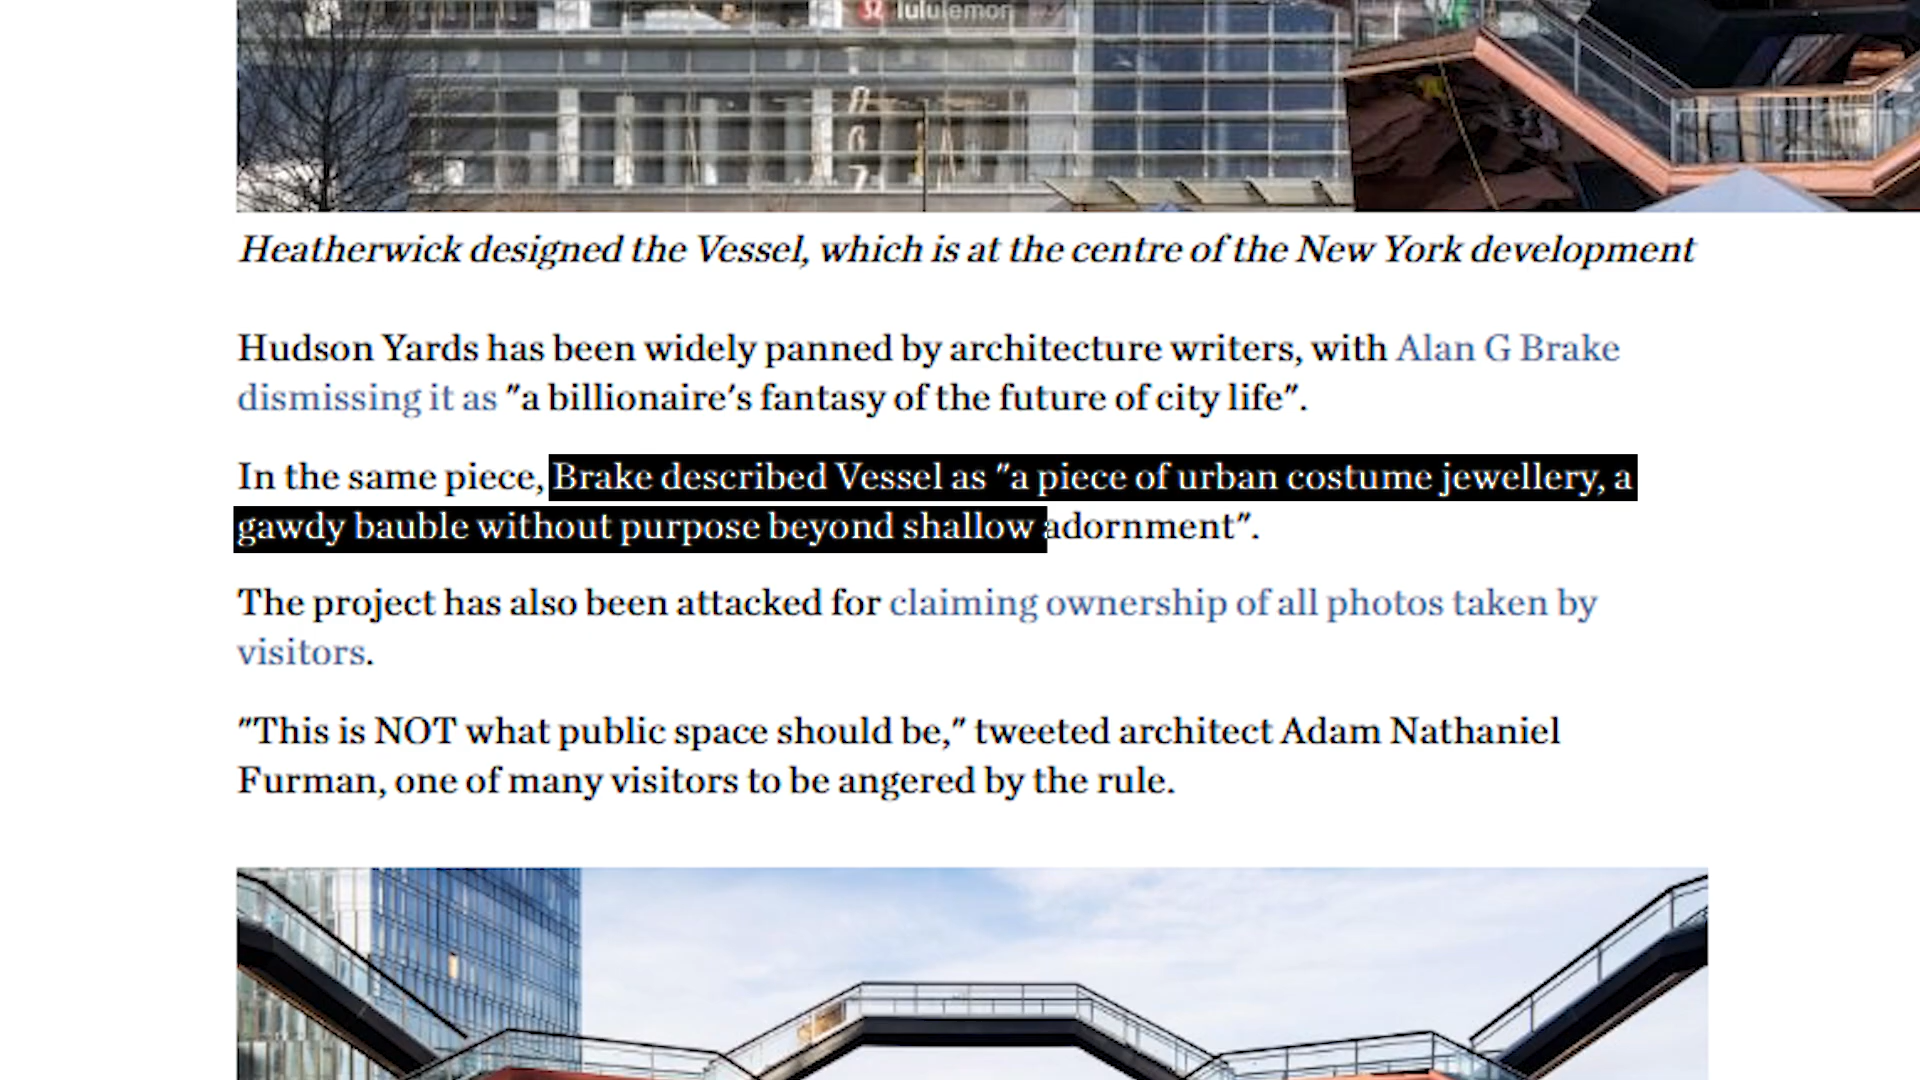 lululemon
Heatherwick designed the Vessel, which is at the centre of the New York development
Hudson Yards has been widely panned by architecture writers, with Alan G Brake
dismissing it as "a billionaire's fantasy of the future of city life".
In the same piece, Brake described Vessel as "a piece of urban costume jewellery, a
gawdy bauble without purpose beyond shallow adornment".
The project has also been attacked for claiming ownership of all photos taken by
visitors.
"This is NOT what public space should be," tweeted architect Adam Nathaniel
Furman, one of many visitors to be angered by the rule.